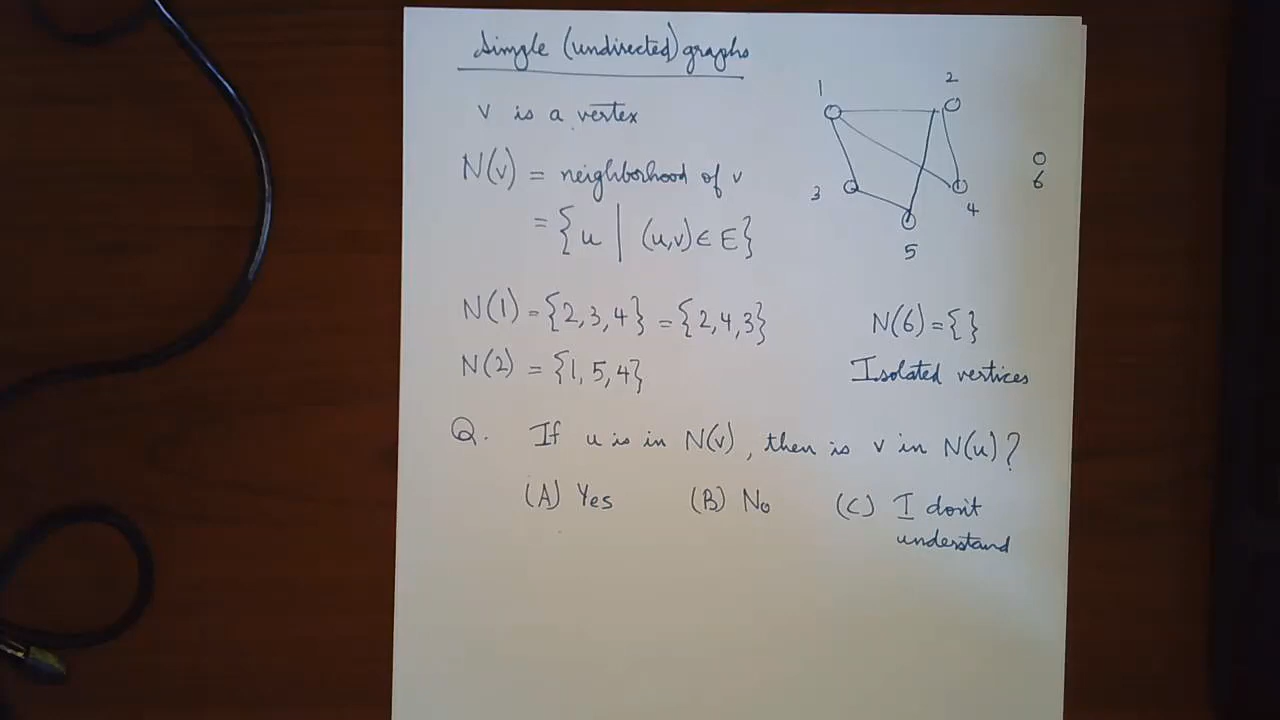 Simple (undirected) graphs
v is a vertex
N(v) = neighborhood of v
= {u | (u,v) ∈ E}
1
2
3
4
5
6
N(1) = {2,3,4} = {2,4,3}
N(6) = { }
N(2) = {1,5,4}
Isolated vertices
Q. If u is in N(v), then is v in N(u)?
(A) Yes (B) No (C) I don't
understand